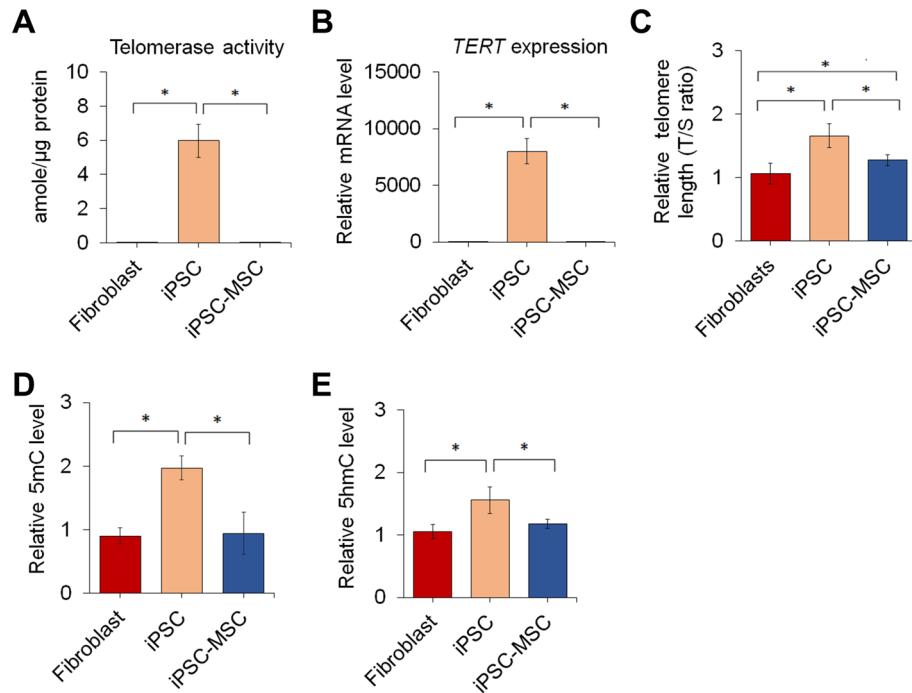 A
Telomerase activity
amole/µg protein
10
8
6
4
2
0
* *
Fibroblast
iPSC
iPSC-MSC
B
TERT expression
Relative mRNA level
15000
10000
5000
0
* *
Fibroblast
iPSC
iPSC-MSC
C
Relative telomere
length (T/S ratio)
3
2
1
0
*
* *
Fibroblasts
iPSC
iPSC-MSC
D
Relative 5mC level
3
2
1
0
* *
Fibroblast
iPSC
iPSC-MSC
E
Relative 5hmC level
3
2
1
0
* *
Fibroblast
iPSC
iPSC-MSC